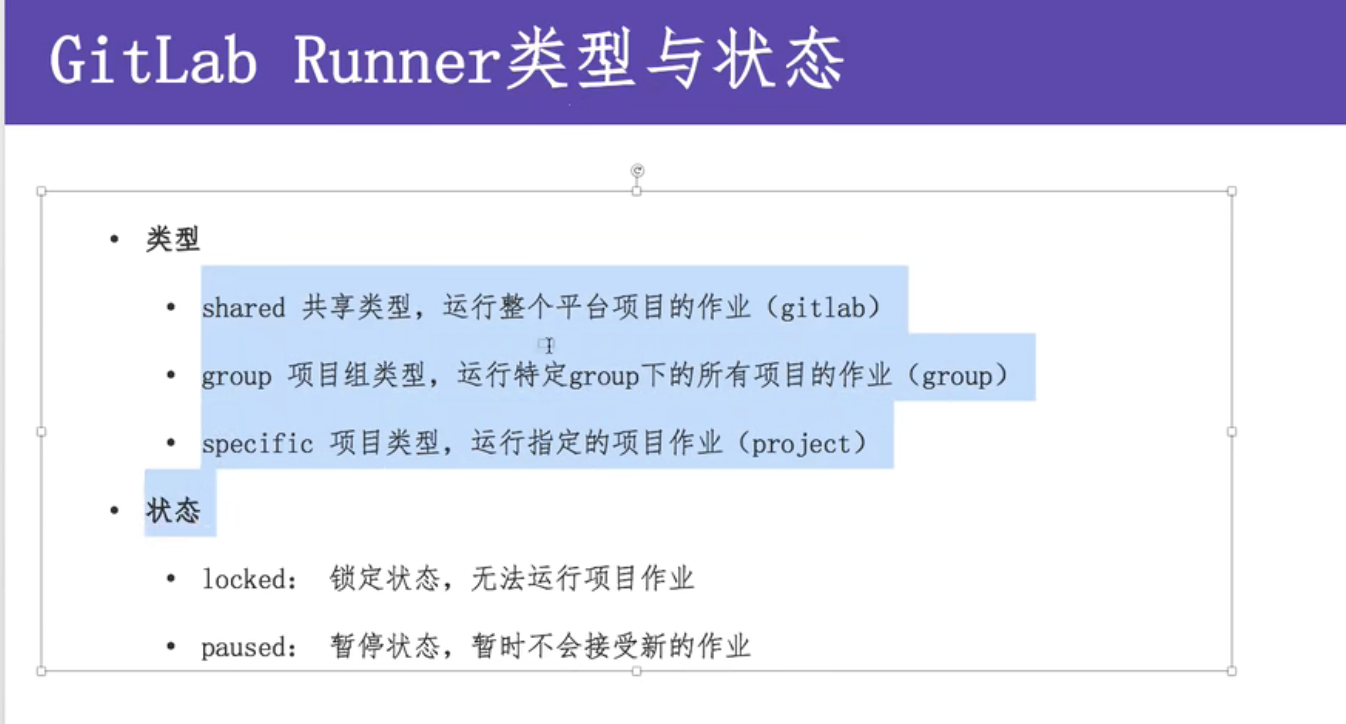 GitLab Runner类型与状态
• 类型
• shared 共享类型，运行整个平台项目的作业（gitlab）
• group 项目组类型，运行特定group下的所有项目的作业（group）
• specific 项目类型，运行指定的项目作业（project）
• 状态
• locked： 锁定状态，无法运行项目作业
• paused： 暂停状态，暂时不会接受新的作业